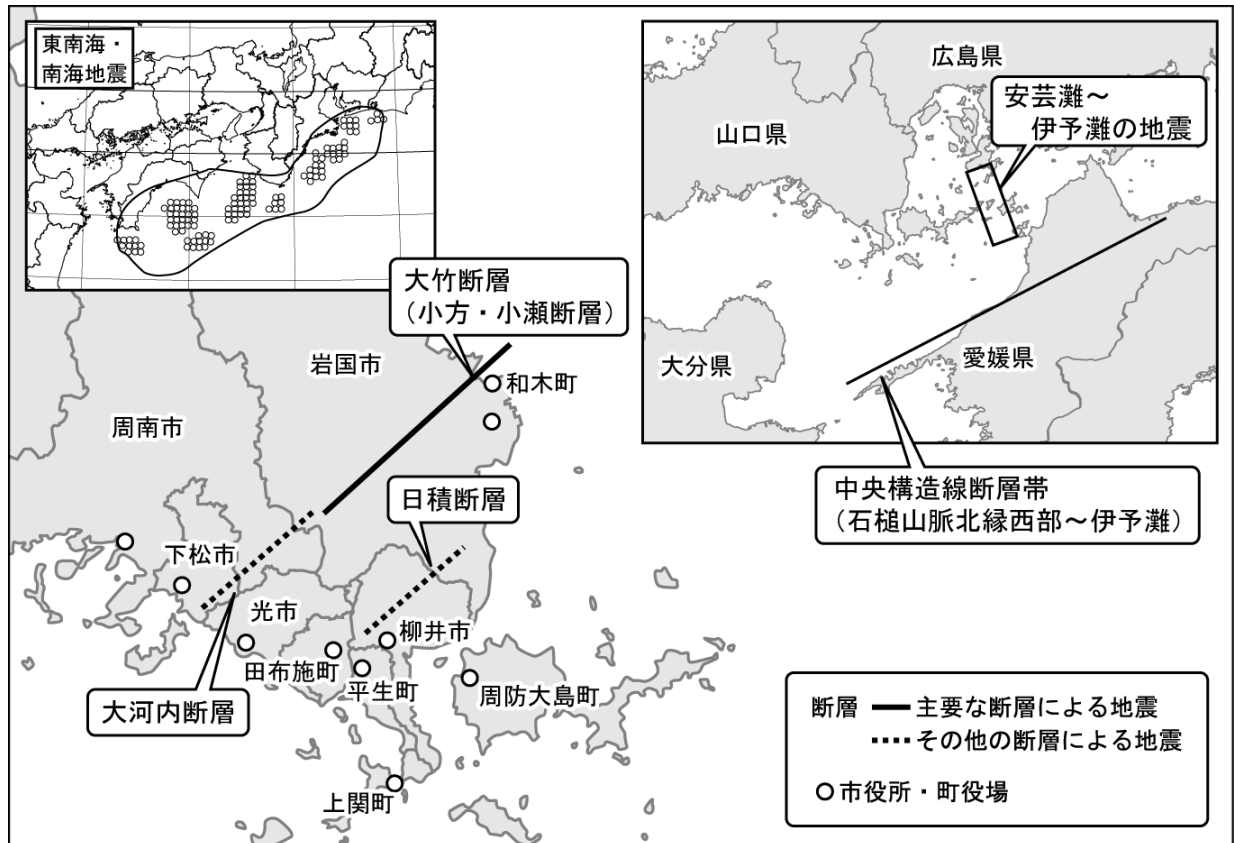 東南海・
南海地震
広島県
山口県
安芸灘～
伊予灘の地震
大分県
愛媛県
中央構造線断層帯
（石槌山脈北縁西部～伊予灘）
大竹断層
（小方・小瀬断層）
岩国市
和木町
周南市
日積断層
下松市
光市
柳井市
田布施町
平生町
周防大島町
大河内断層
上関町
断層 主要な断層による地震
その他の断層による地震
市役所・町役場